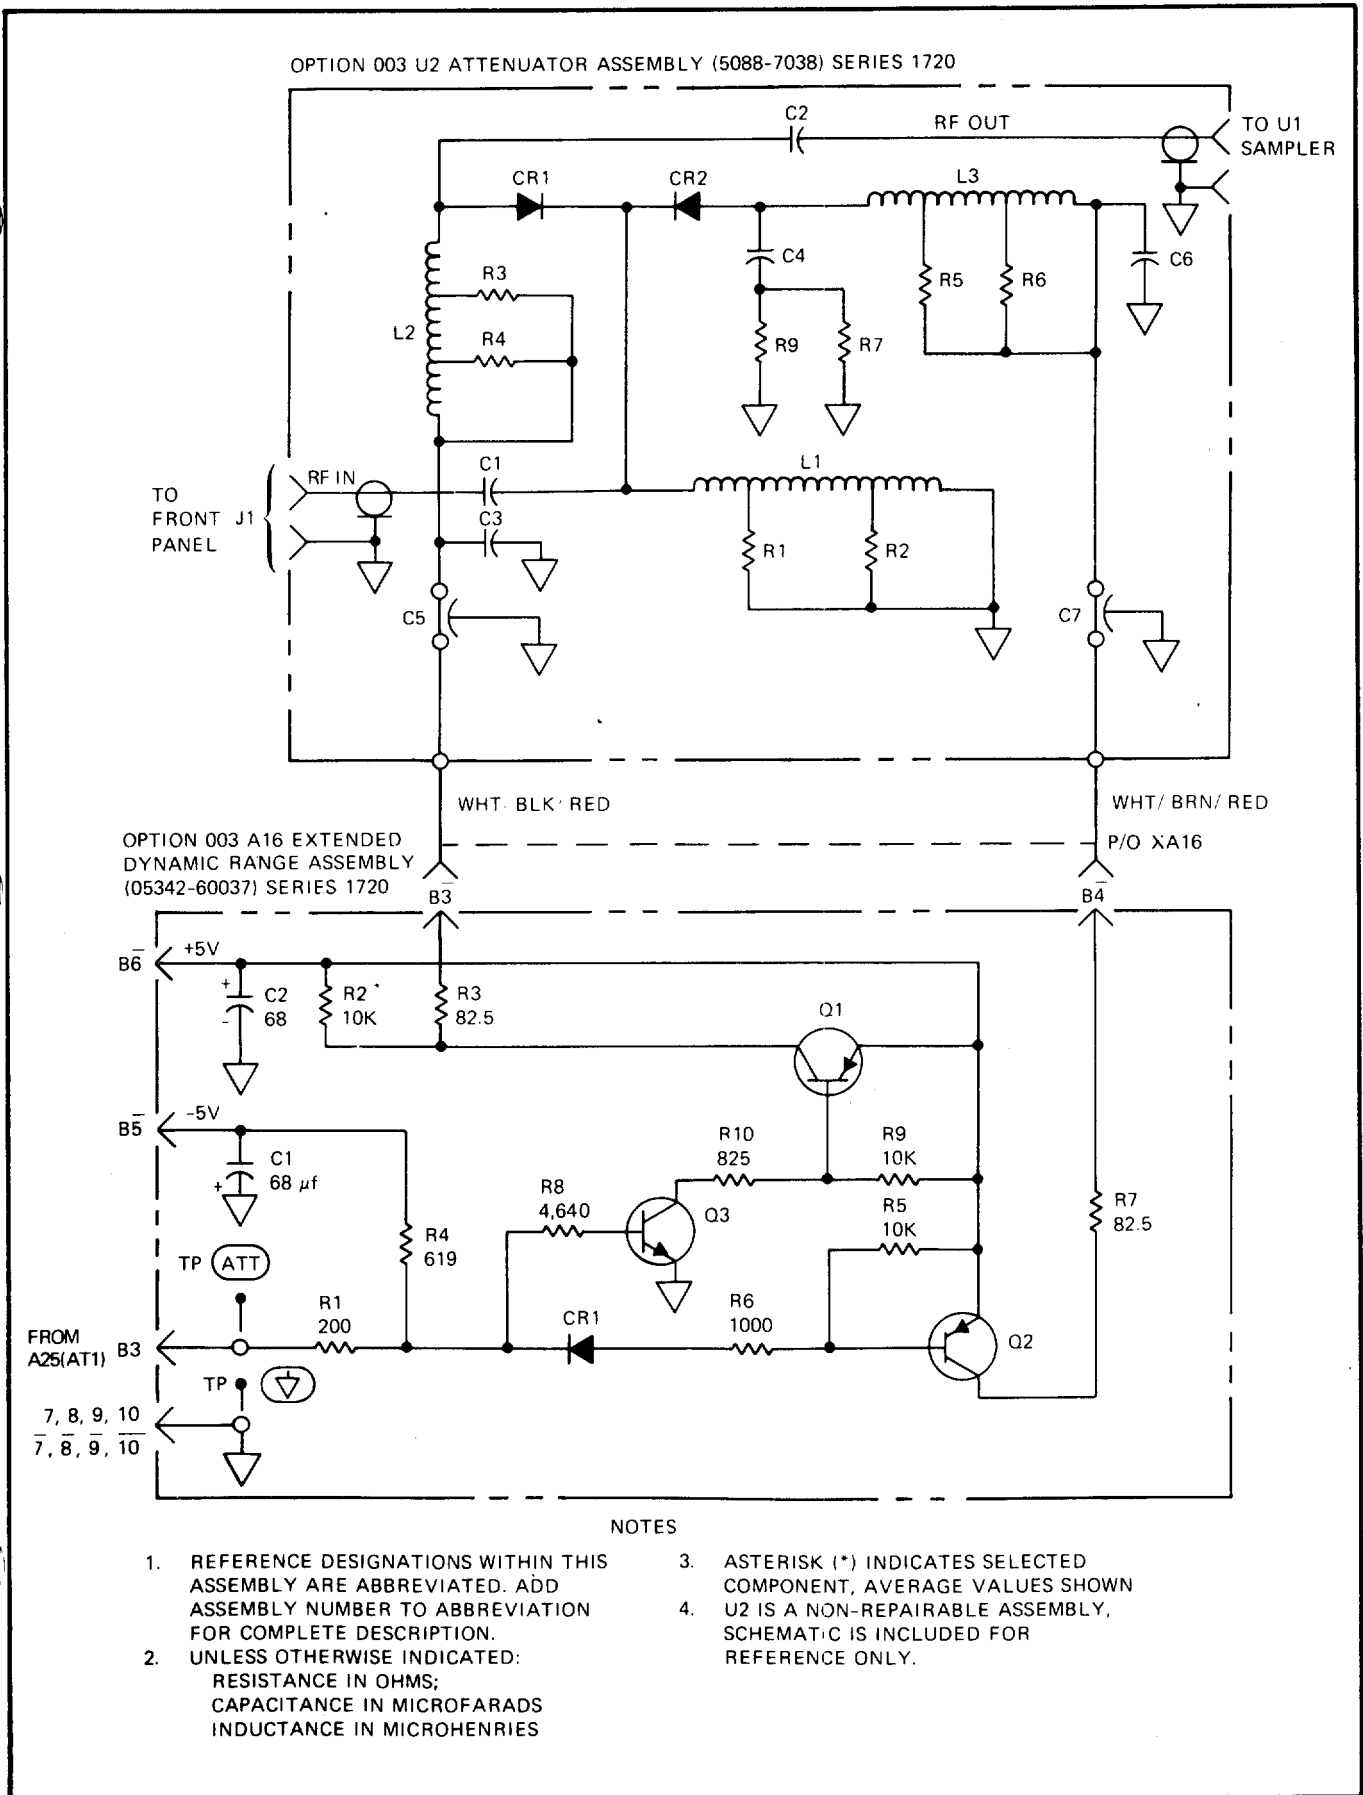 OPTION 003 U2 ATTENUATOR ASSEMBLY (5088-7038) SERIES 1720
C2
RF OUT
TO U1
SAMPLER
CR1
CR2
L3
C4
C6
R3
R5
R6
L2
R4
R9
R7
RF IN
C1
L1
TO
FRONT J1
PANEL
C3
R1
R2
C5
C7
WHT BLK/RED
WHT/BRN/RED
OPTION 003 A16 EXTENDED
DYNAMIC RANGE ASSEMBLY
(05342-60037) SERIES 1720
P/O XA16
B3̅
B4̅
B6̅
+5V
+
-
C2
68
R2 *
10K
R3
82.5
Q1
B5̅
-5V
C1
68 µf
+
R10
825
R9
10K
R8
4,640
Q3
R5
10K
R7
82.5
R4
619
TP ATT
R1
200
CR1
R6
1000
Q2
FROM
A25(AT1) B3
TP
7, 8, 9, 10
7̅, 8̅, 9̅, 1̅0̅
NOTES
1. REFERENCE DESIGNATIONS WITHIN THIS
ASSEMBLY ARE ABBREVIATED. ADD
ASSEMBLY NUMBER TO ABBREVIATION
FOR COMPLETE DESCRIPTION.
2. UNLESS OTHERWISE INDICATED:
RESISTANCE IN OHMS;
CAPACITANCE IN MICROFARADS
INDUCTANCE IN MICROHENRIES
3. ASTERISK (*) INDICATES SELECTED
COMPONENT, AVERAGE VALUES SHOWN
4. U2 IS A NON-REPAIRABLE ASSEMBLY,
SCHEMATIC IS INCLUDED FOR
REFERENCE ONLY.